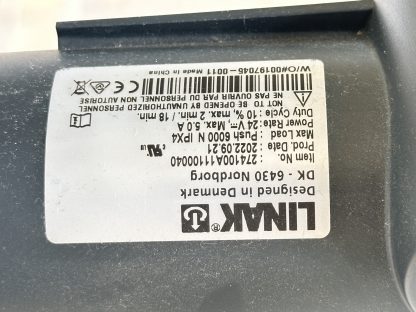 LINAK®
Designed in Denmark
DK - 6430 Nordborg
Item No. : 274100A11100040
Prod. Date : 2022.09.21
Max Load : Push 6000 N IPX4
Power Rate : 24 V⎓, Max. 5.0 A
Duty Cycle : 10 %, max. 2 min. / 18 min.
NOT TO BE OPENED BY UNAUTHORIZED PERSONNEL
NE PAS OUVRIR PAR DU PERSONNEL NON AUTORISE
CE
W/O#00197045-0011 Made in China